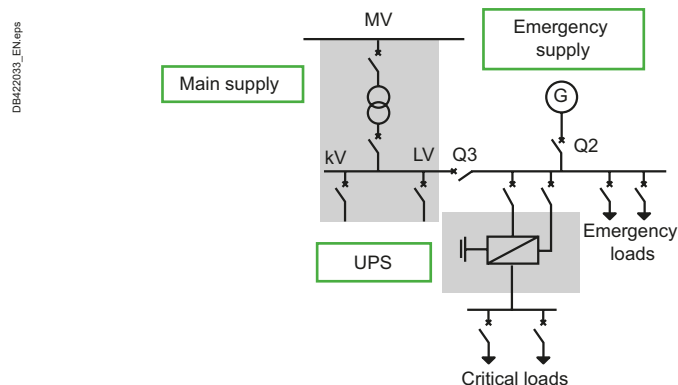 DB422033_EN.eps
MV
Emergency
supply
Main supply
G
kV
LV
Q3
Q2
Emergency
loads
UPS
Critical loads